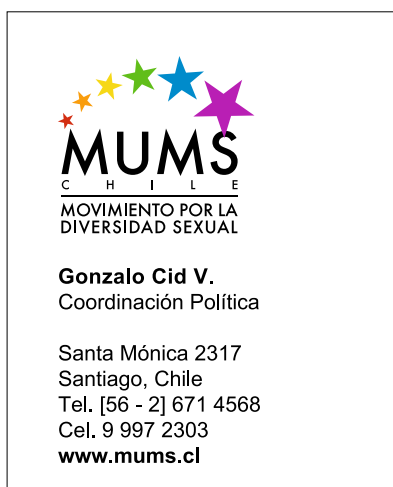 MUMS
CHILE
MOVIMIENTO POR LA
DIVERSIDAD SEXUAL
Gonzalo Cid V.
Coordinación Política
Santa Mónica 2317
Santiago, Chile
Tel. [56 - 2] 671 4568
Cel. 9 997 2303
www.mums.cl